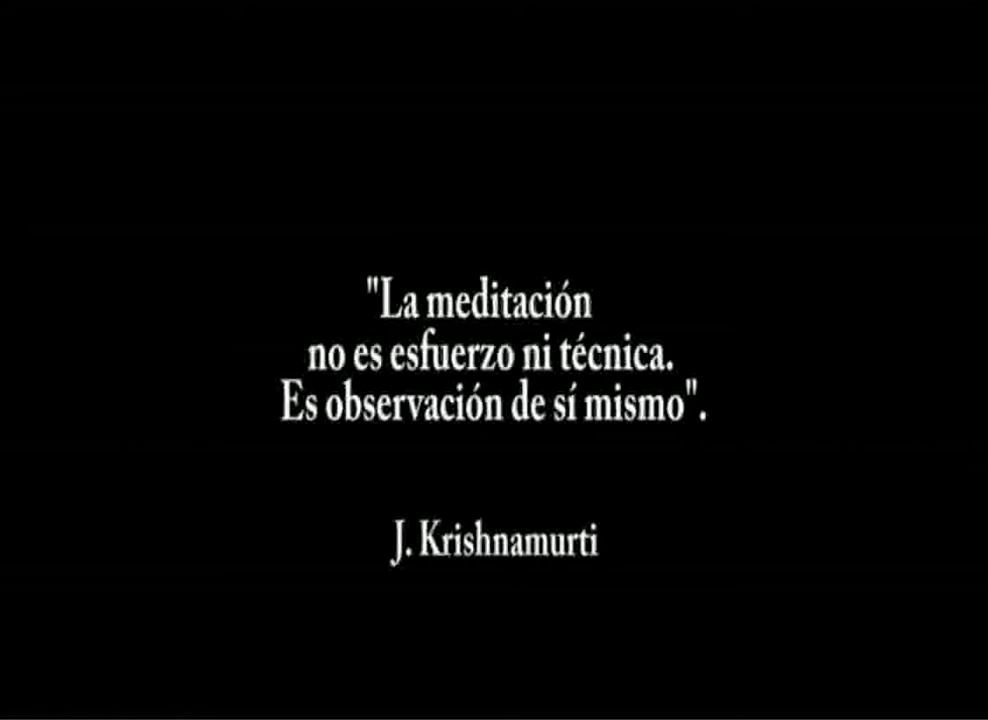 "La meditación
no es esfuerzo ni técnica.
Es observación de sí mismo".
J. Krishnamurti